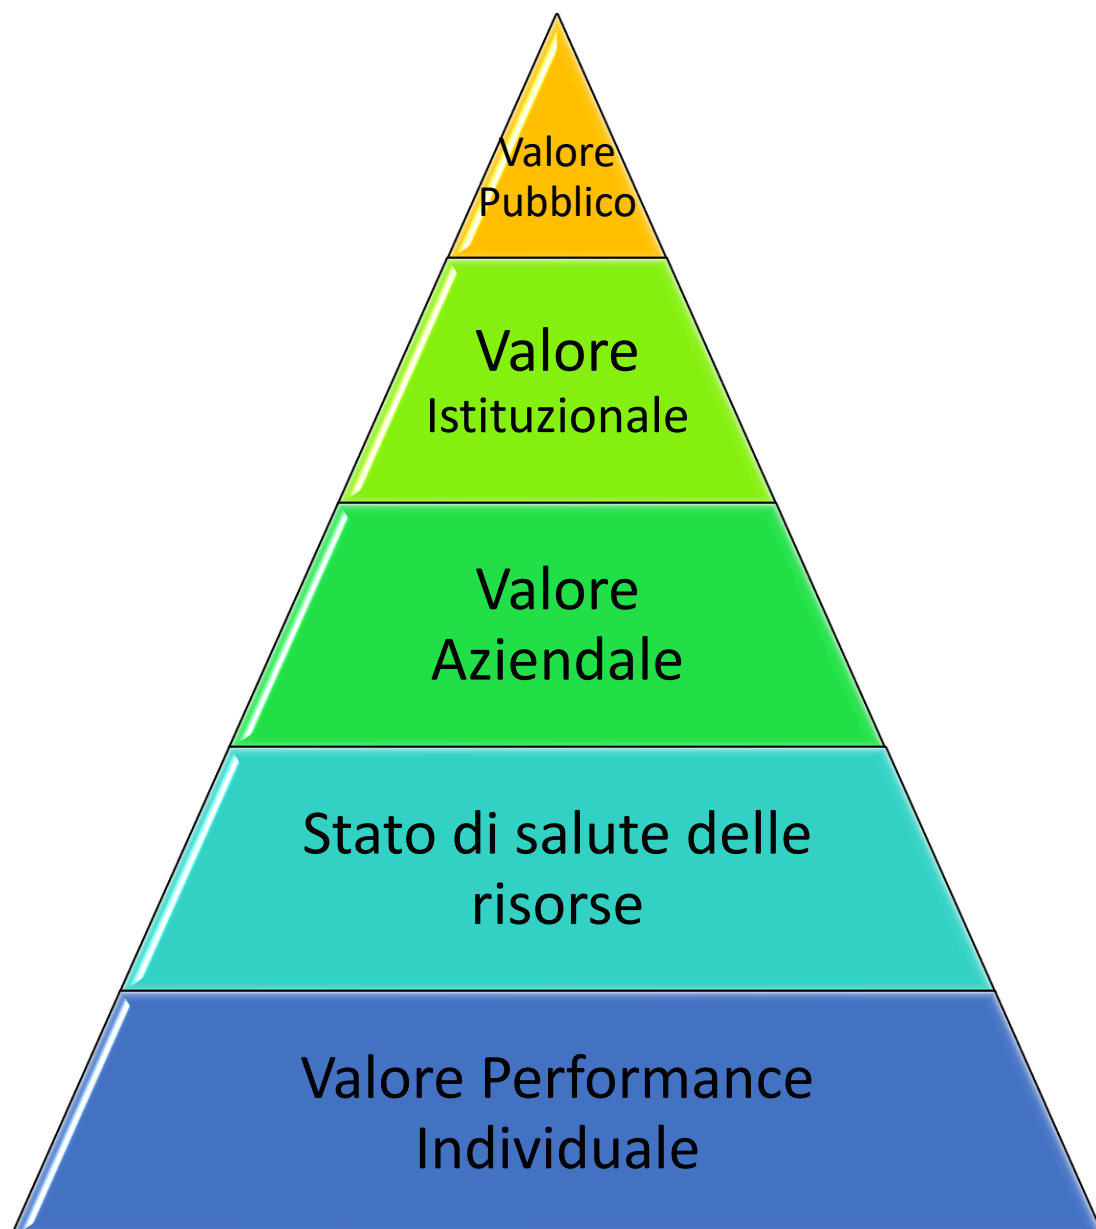 Valore
Pubblico
Valore
Istituzionale
Valore
Aziendale
Stato di salute delle
risorse
Valore Performance
Individuale